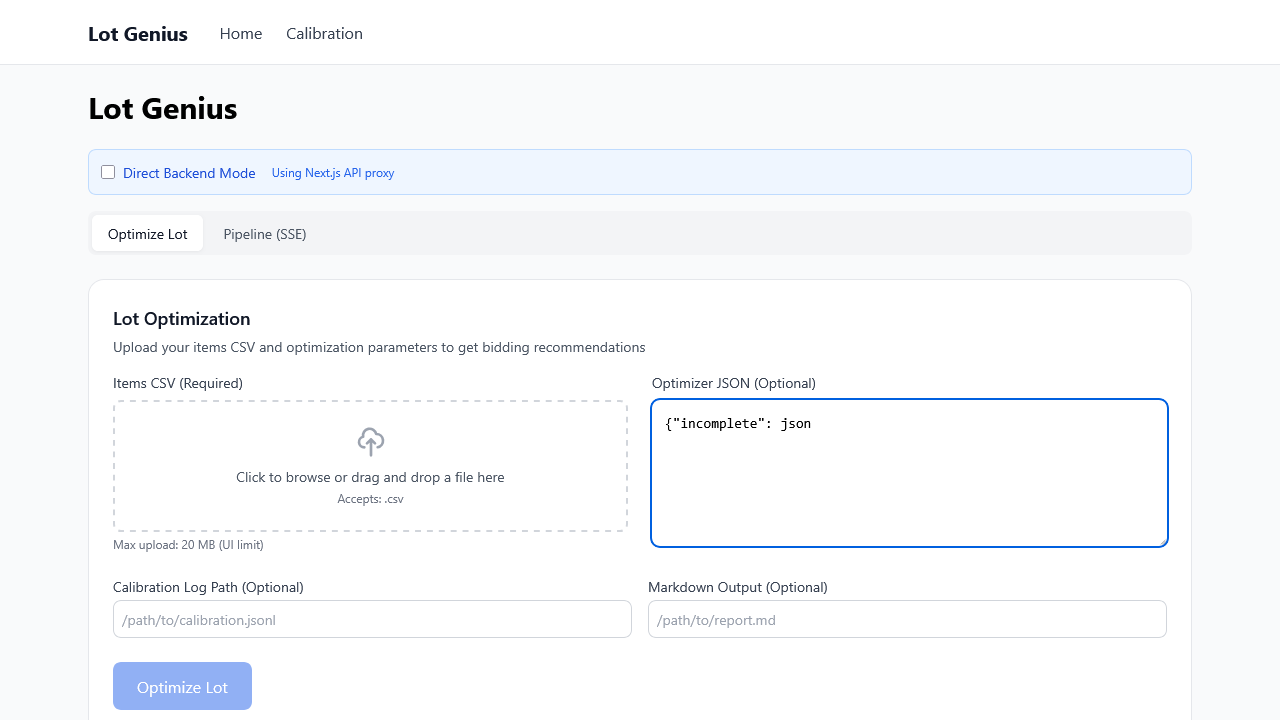 Lot Genius Home Calibration
Lot Genius
Direct Backend Mode Using Next.js API proxy
Optimize Lot Pipeline (SSE)
Lot Optimization
Upload your items CSV and optimization parameters to get bidding recommendations
Items CSV (Required)
Click to browse or drag and drop a file here
Accepts: .csv
Max upload: 20 MB (UI limit)
Optimizer JSON (Optional)
{"incomplete": json
Calibration Log Path (Optional)
/path/to/calibration.jsonl
Markdown Output (Optional)
/path/to/report.md
Optimize Lot